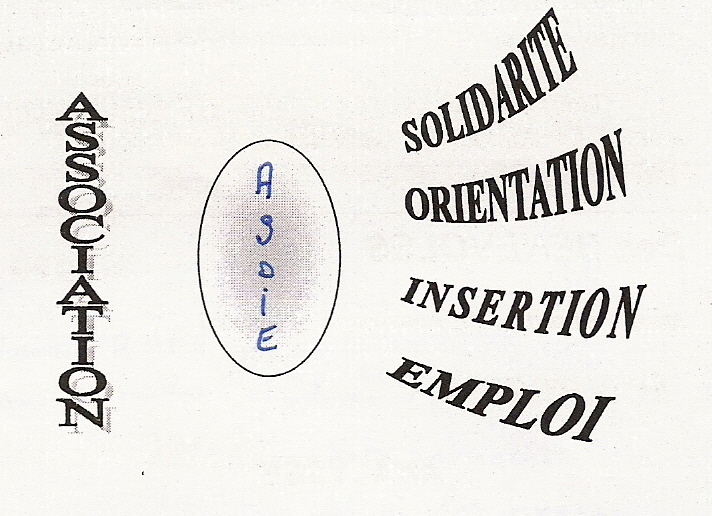 ASSOCIATION
ASOIE
SOLIDARITE
ORIENTATION
INSERTION
EMPLOI